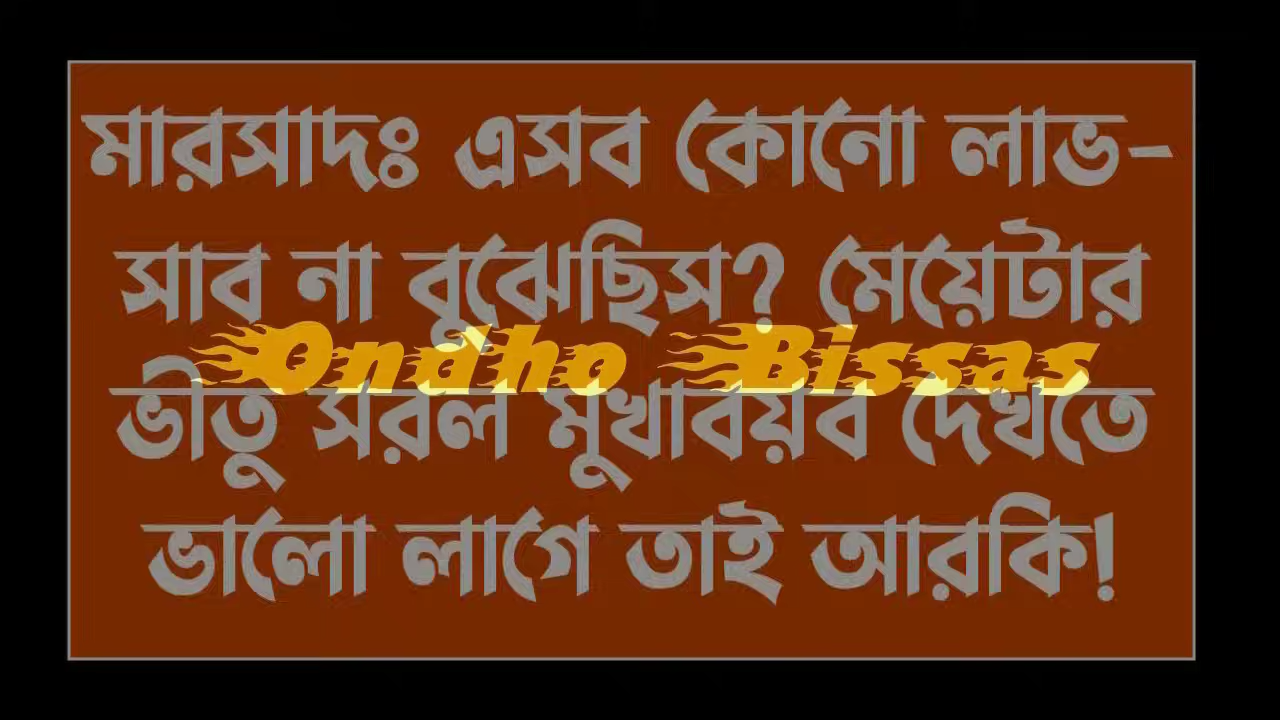 মারসাদঃ এসব কোনো লাভ-
সাব না বুঝেছিস? মেয়েটার
Ondho Bissas
ভীতু সরল মুখাবয়ব দেখতে
ভালো লাগে তাই আরকি!